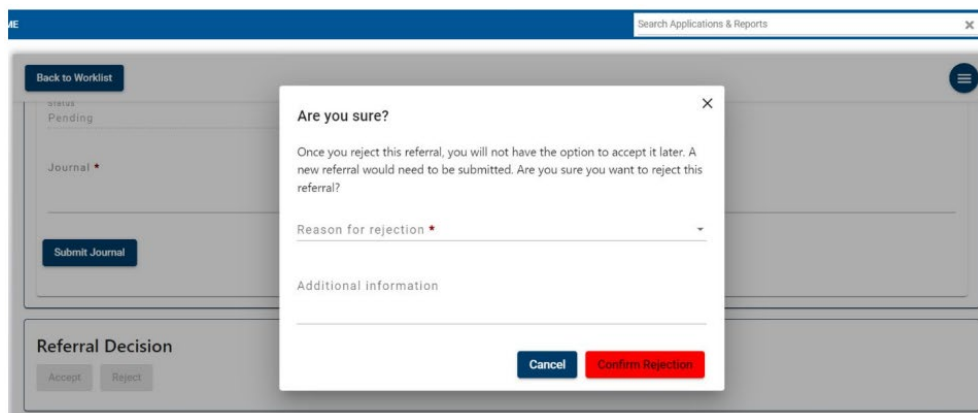 ME
Search Applications & Reports
Back to Worklist
Status
Pending
Journal *
Submit Journal
Referral Decision
Accept Reject
Are you sure?
Once you reject this referral, you will not have the option to accept it later. A
new referral would need to be submitted. Are you sure you want to reject this
referral?
Reason for rejection *
Additional information
Cancel Confirm Rejection